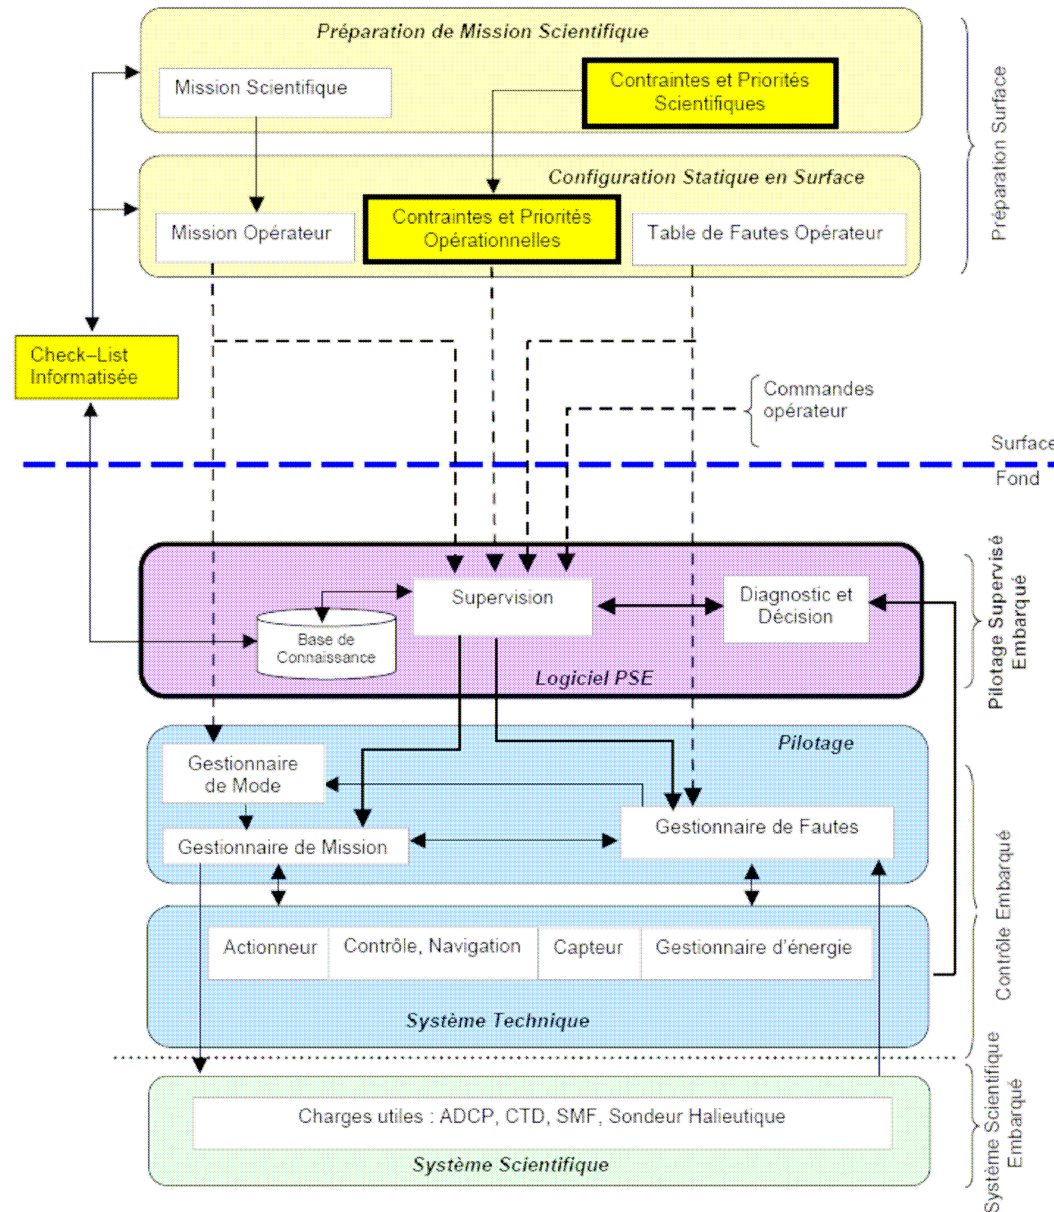 Préparation de Mission Scientifique
Mission Scientifique
Contraintes et Priorités
Scientifiques
Préparation Surface
Configuration Statique en Surface
Mission Opérateur
Contraintes et Priorités
Opérationnelles
Table de Fautes Opérateur
Check–List
Informatisée
Commandes
opérateur
Surface
Fond
Supervision
Diagnostic et
Décision
Base de
Connaissance
Logiciel PSE
Pilotage Supervisé
Embarqué
Pilotage
Gestionnaire
de Mode
Gestionnaire de Mission
Gestionnaire de Fautes
Contrôle Embarqué
Actionneur
Contrôle, Navigation
Capteur
Gestionnaire d'énergie
Système Technique
Charges utiles : ADCP, CTD, SMF, Sondeur Halieutique
Système Scientifique
Système Scientifique
Embarqué